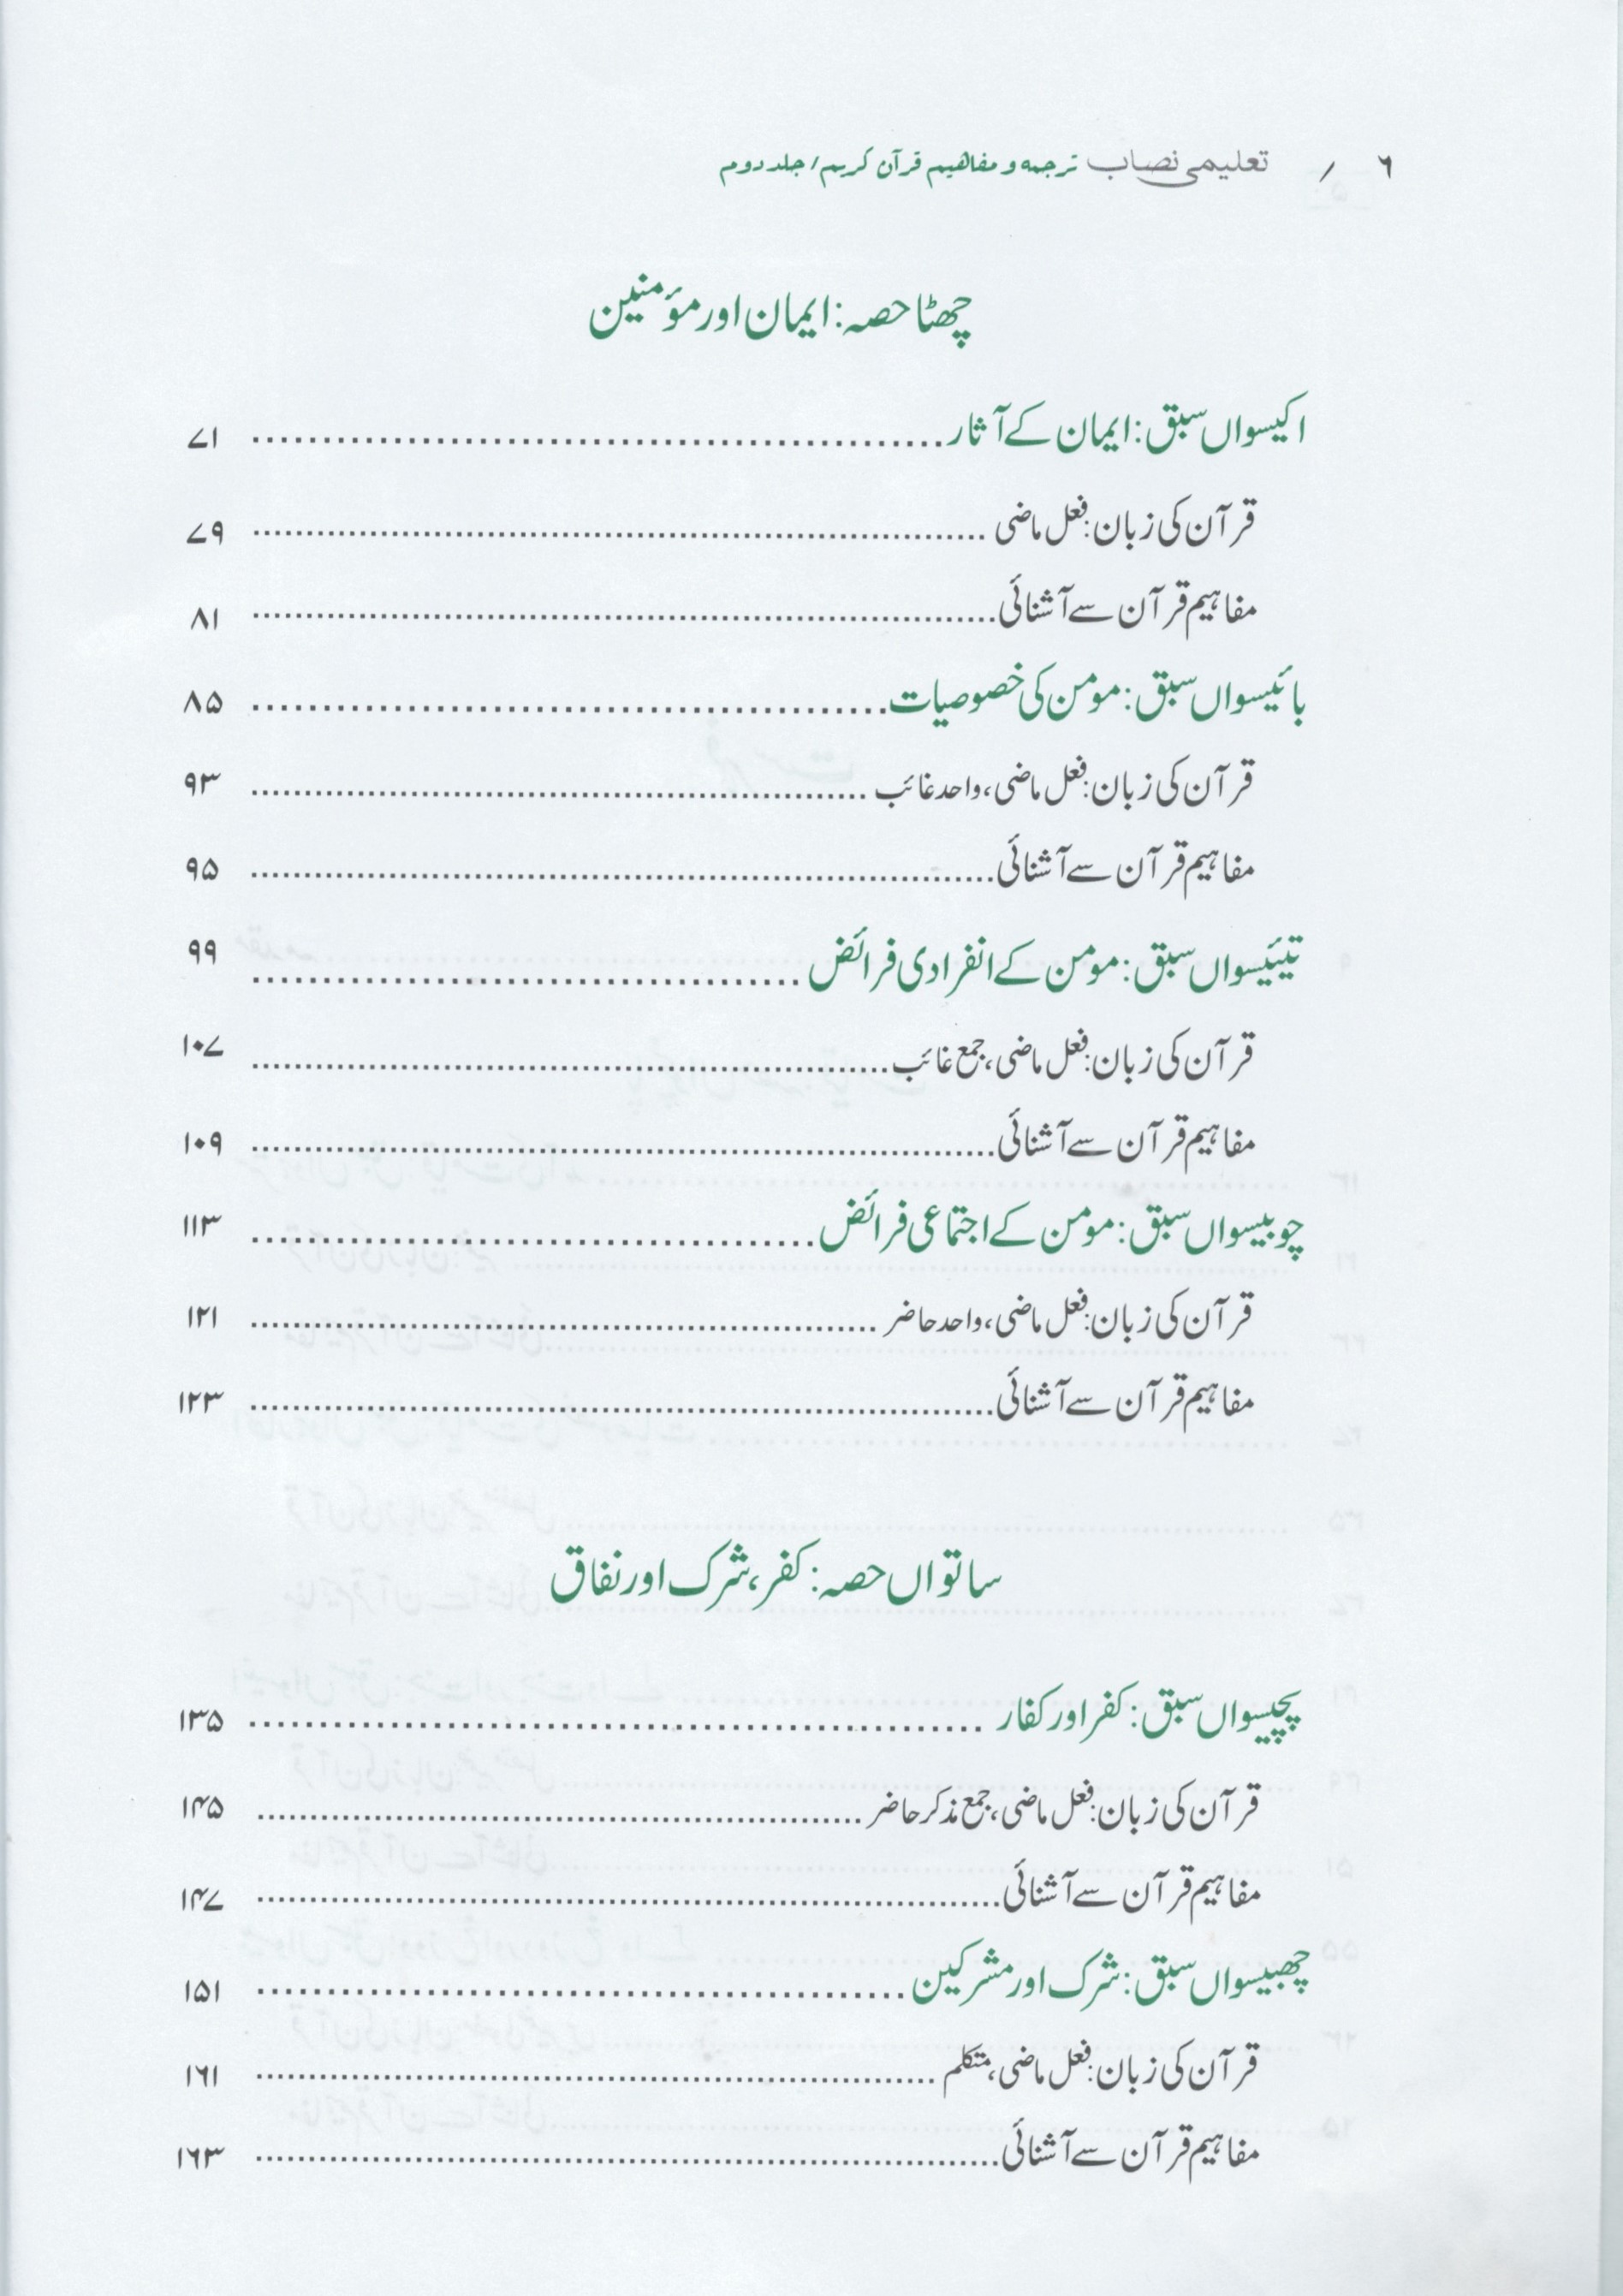 ۶ / تعلیمی نصاب ترجمہ و مفاہیم قرآن کریم/ جلد دوم
چھٹا حصہ: ایمان اور مؤمنین
اکیسواں سبق: ایمان کے آثار ........ ۷۱
قرآن کی زبان: فعل ماضی ........ ۷۹
مفاہیم قرآن سے آشنائی ........ ۸۱
بائیسواں سبق: مومن کی خصوصیات ........ ۸۵
قرآن کی زبان: فعل ماضی، واحد غائب ........ ۹۳
مفاہیم قرآن سے آشنائی ........ ۹۵
تیئیسواں سبق: مومن کے انفرادی فرائض ........ ۹۹
قرآن کی زبان: فعل ماضی، جمع غائب ........ ۱۰۷
مفاہیم قرآن سے آشنائی ........ ۱۰۹
چوبیسواں سبق: مومن کے اجتماعی فرائض ........ ۱۱۳
قرآن کی زبان: فعل ماضی، واحد حاضر ........ ۱۲۱
مفاہیم قرآن سے آشنائی ........ ۱۲۳
ساتواں حصہ: کفر، شرک اور نفاق
پچیسواں سبق: کفر اور کفار ........ ۱۳۵
قرآن کی زبان: فعل ماضی، جمع مذکر حاضر ........ ۱۴۵
مفاہیم قرآن سے آشنائی ........ ۱۴۷
چھبیسواں سبق: شرک اور مشرکین ........ ۱۵۱
قرآن کی زبان: فعل ماضی، متکلم ........ ۱۶۱
مفاہیم قرآن سے آشنائی ........ ۱۶۳